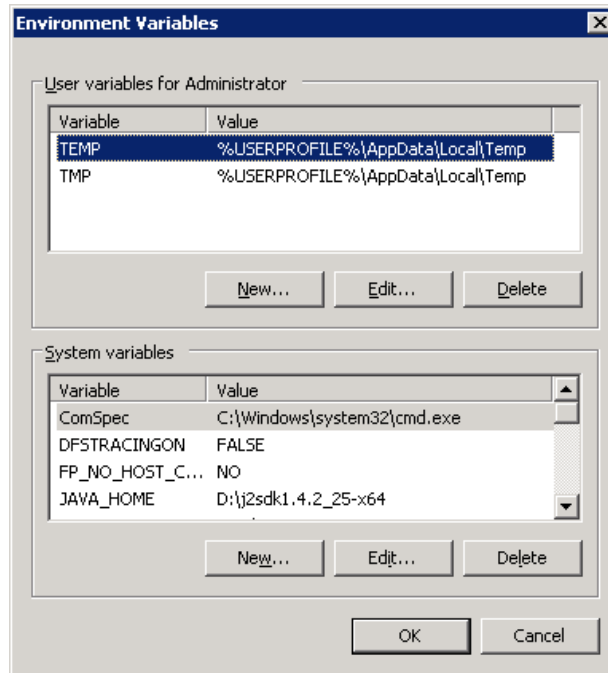 Environment Variables
User variables for Administrator
Variable Value
TEMP %USERPROFILE%\AppData\Local\Temp
TMP %USERPROFILE%\AppData\Local\Temp
New... Edit... Delete
System variables
Variable Value
ComSpec C:\Windows\system32\cmd.exe
DFSTRACINGON FALSE
FP_NO_HOST_C... NO
JAVA_HOME D:\j2sdk1.4.2_25-x64
New... Edit... Delete
OK Cancel